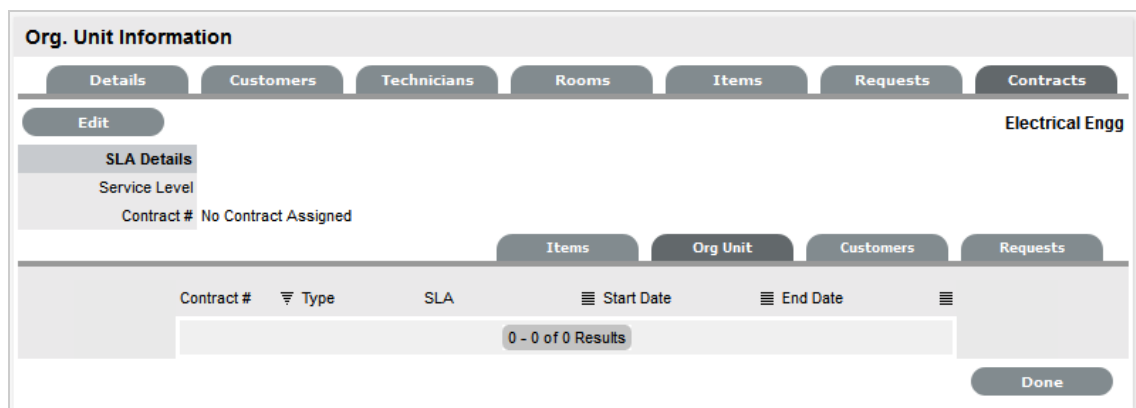 Org. Unit Information
Details Customers Technicians Rooms Items Requests Contracts
Edit Electrical Engg
SLA Details
Service Level
Contract # No Contract Assigned
Items Org Unit Customers Requests
Contract # Type SLA Start Date End Date
0 - 0 of 0 Results
Done